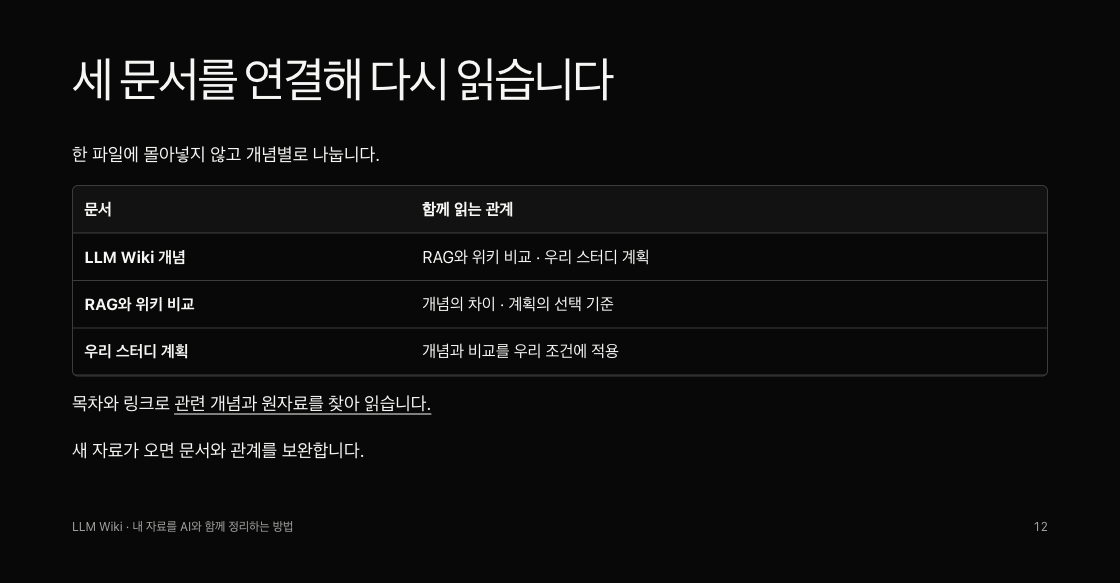 세 문서를 연결해 다시 읽습니다
한 파일에 몰아넣지 않고 개념별로 나눕니다.
문서 함께 읽는 관계
LLM Wiki 개념 RAG와 위키 비교 · 우리 스터디 계획
RAG와 위키 비교 개념의 차이 · 계획의 선택 기준
우리 스터디 계획 개념과 비교를 우리 조건에 적용
목차와 링크로 관련 개념과 원자료를 찾아 읽습니다.
새 자료가 오면 문서와 관계를 보완합니다.
LLM Wiki · 내 자료를 AI와 함께 정리하는 방법 12